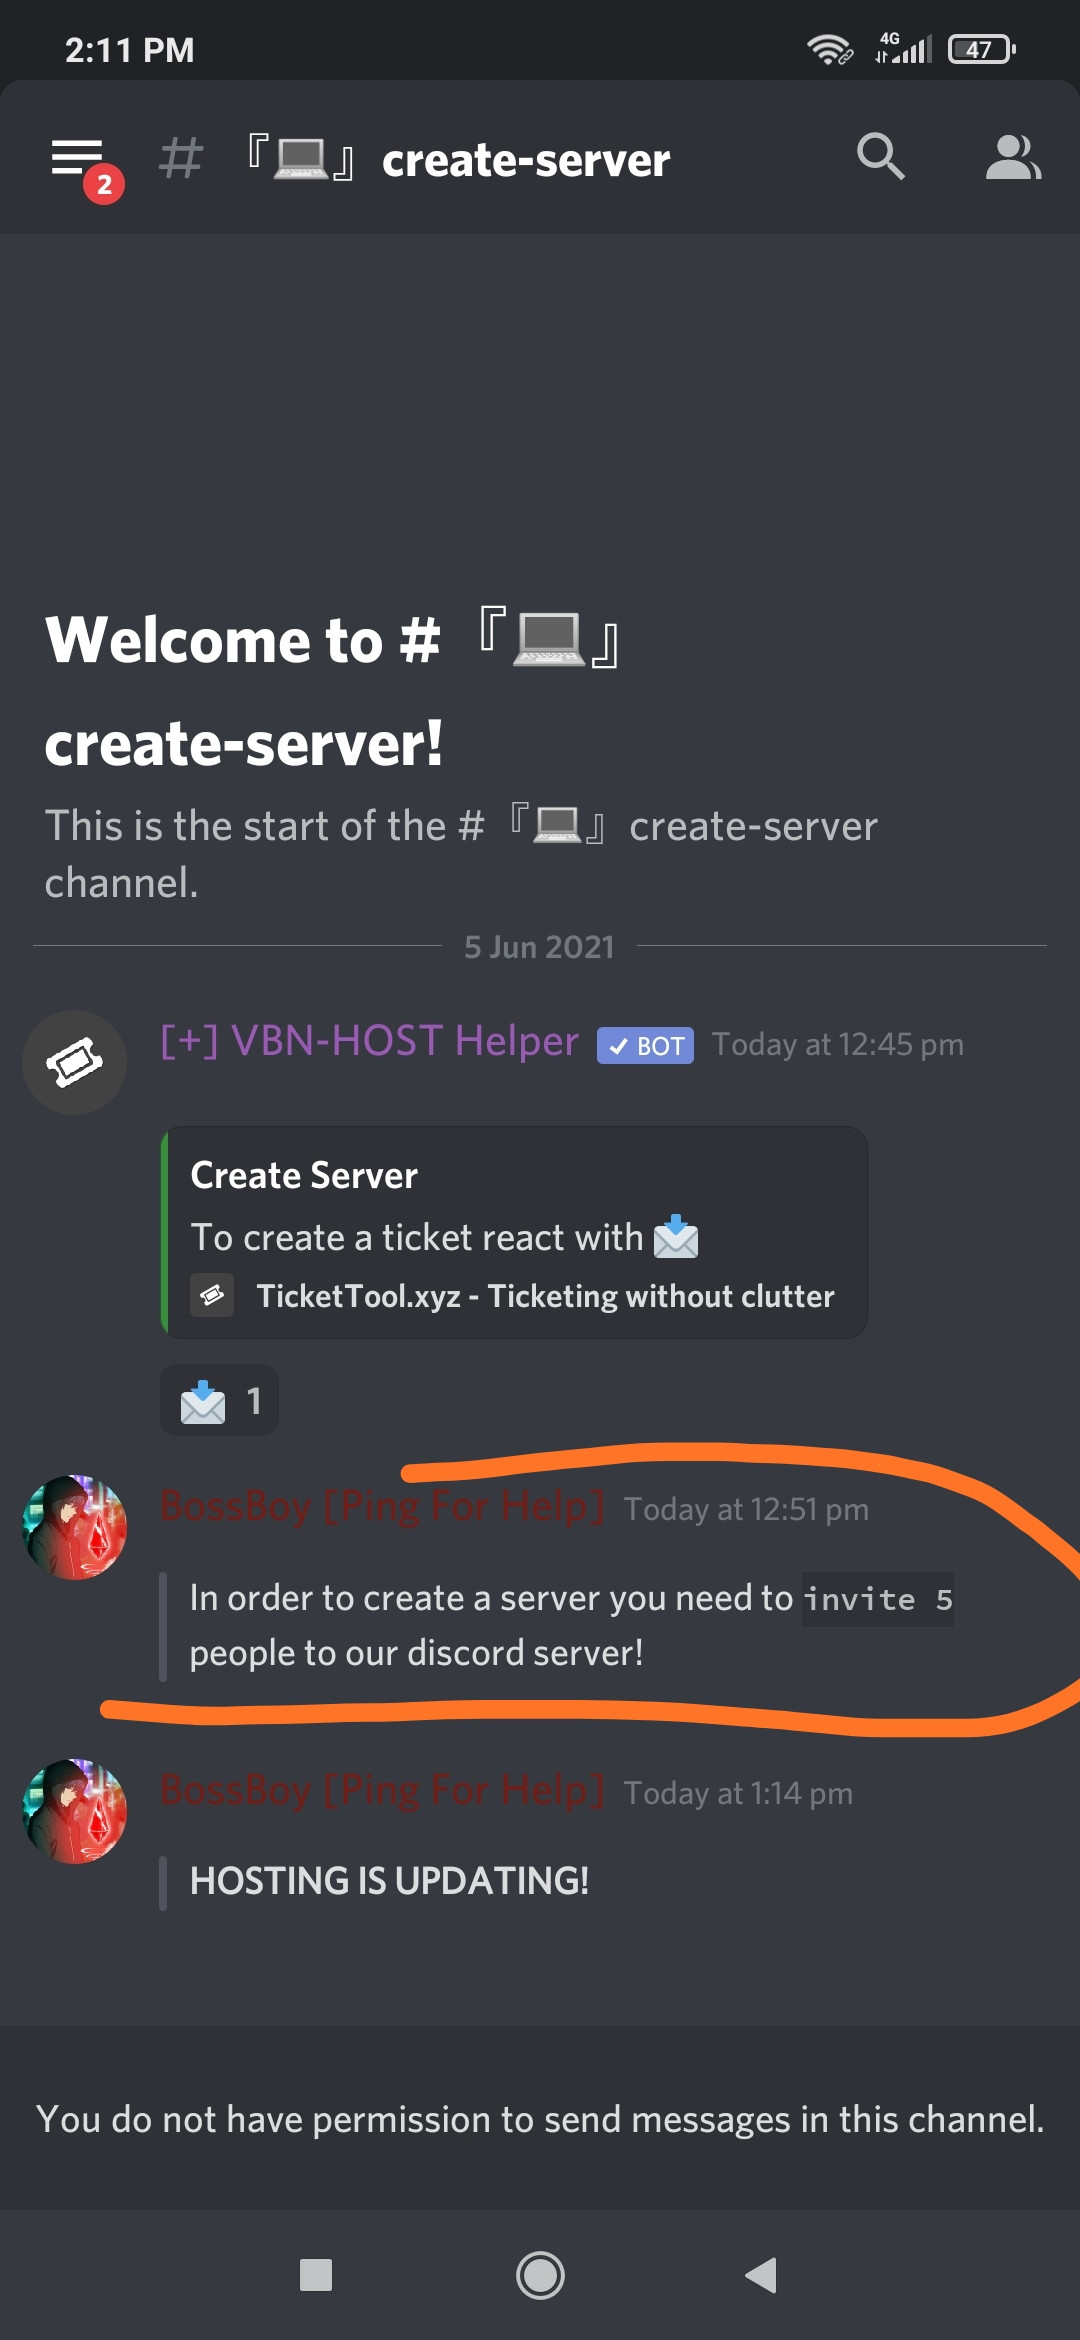 2:11 PM
4G
47
2
# 『💻』 create-server
Welcome to # 『💻』
create-server!
This is the start of the # 『💻』 create-server
channel.
5 Jun 2021
[+] VBN-HOST Helper ✓ BOT Today at 12:45 pm
Create Server
To create a ticket react with 📩
TicketTool.xyz - Ticketing without clutter
📩 1
BossBoy [Ping For Help] Today at 12:51 pm
In order to create a server you need to invite 5
people to our discord server!
BossBoy [Ping For Help] Today at 1:14 pm
HOSTING IS UPDATING!
You do not have permission to send messages in this channel.